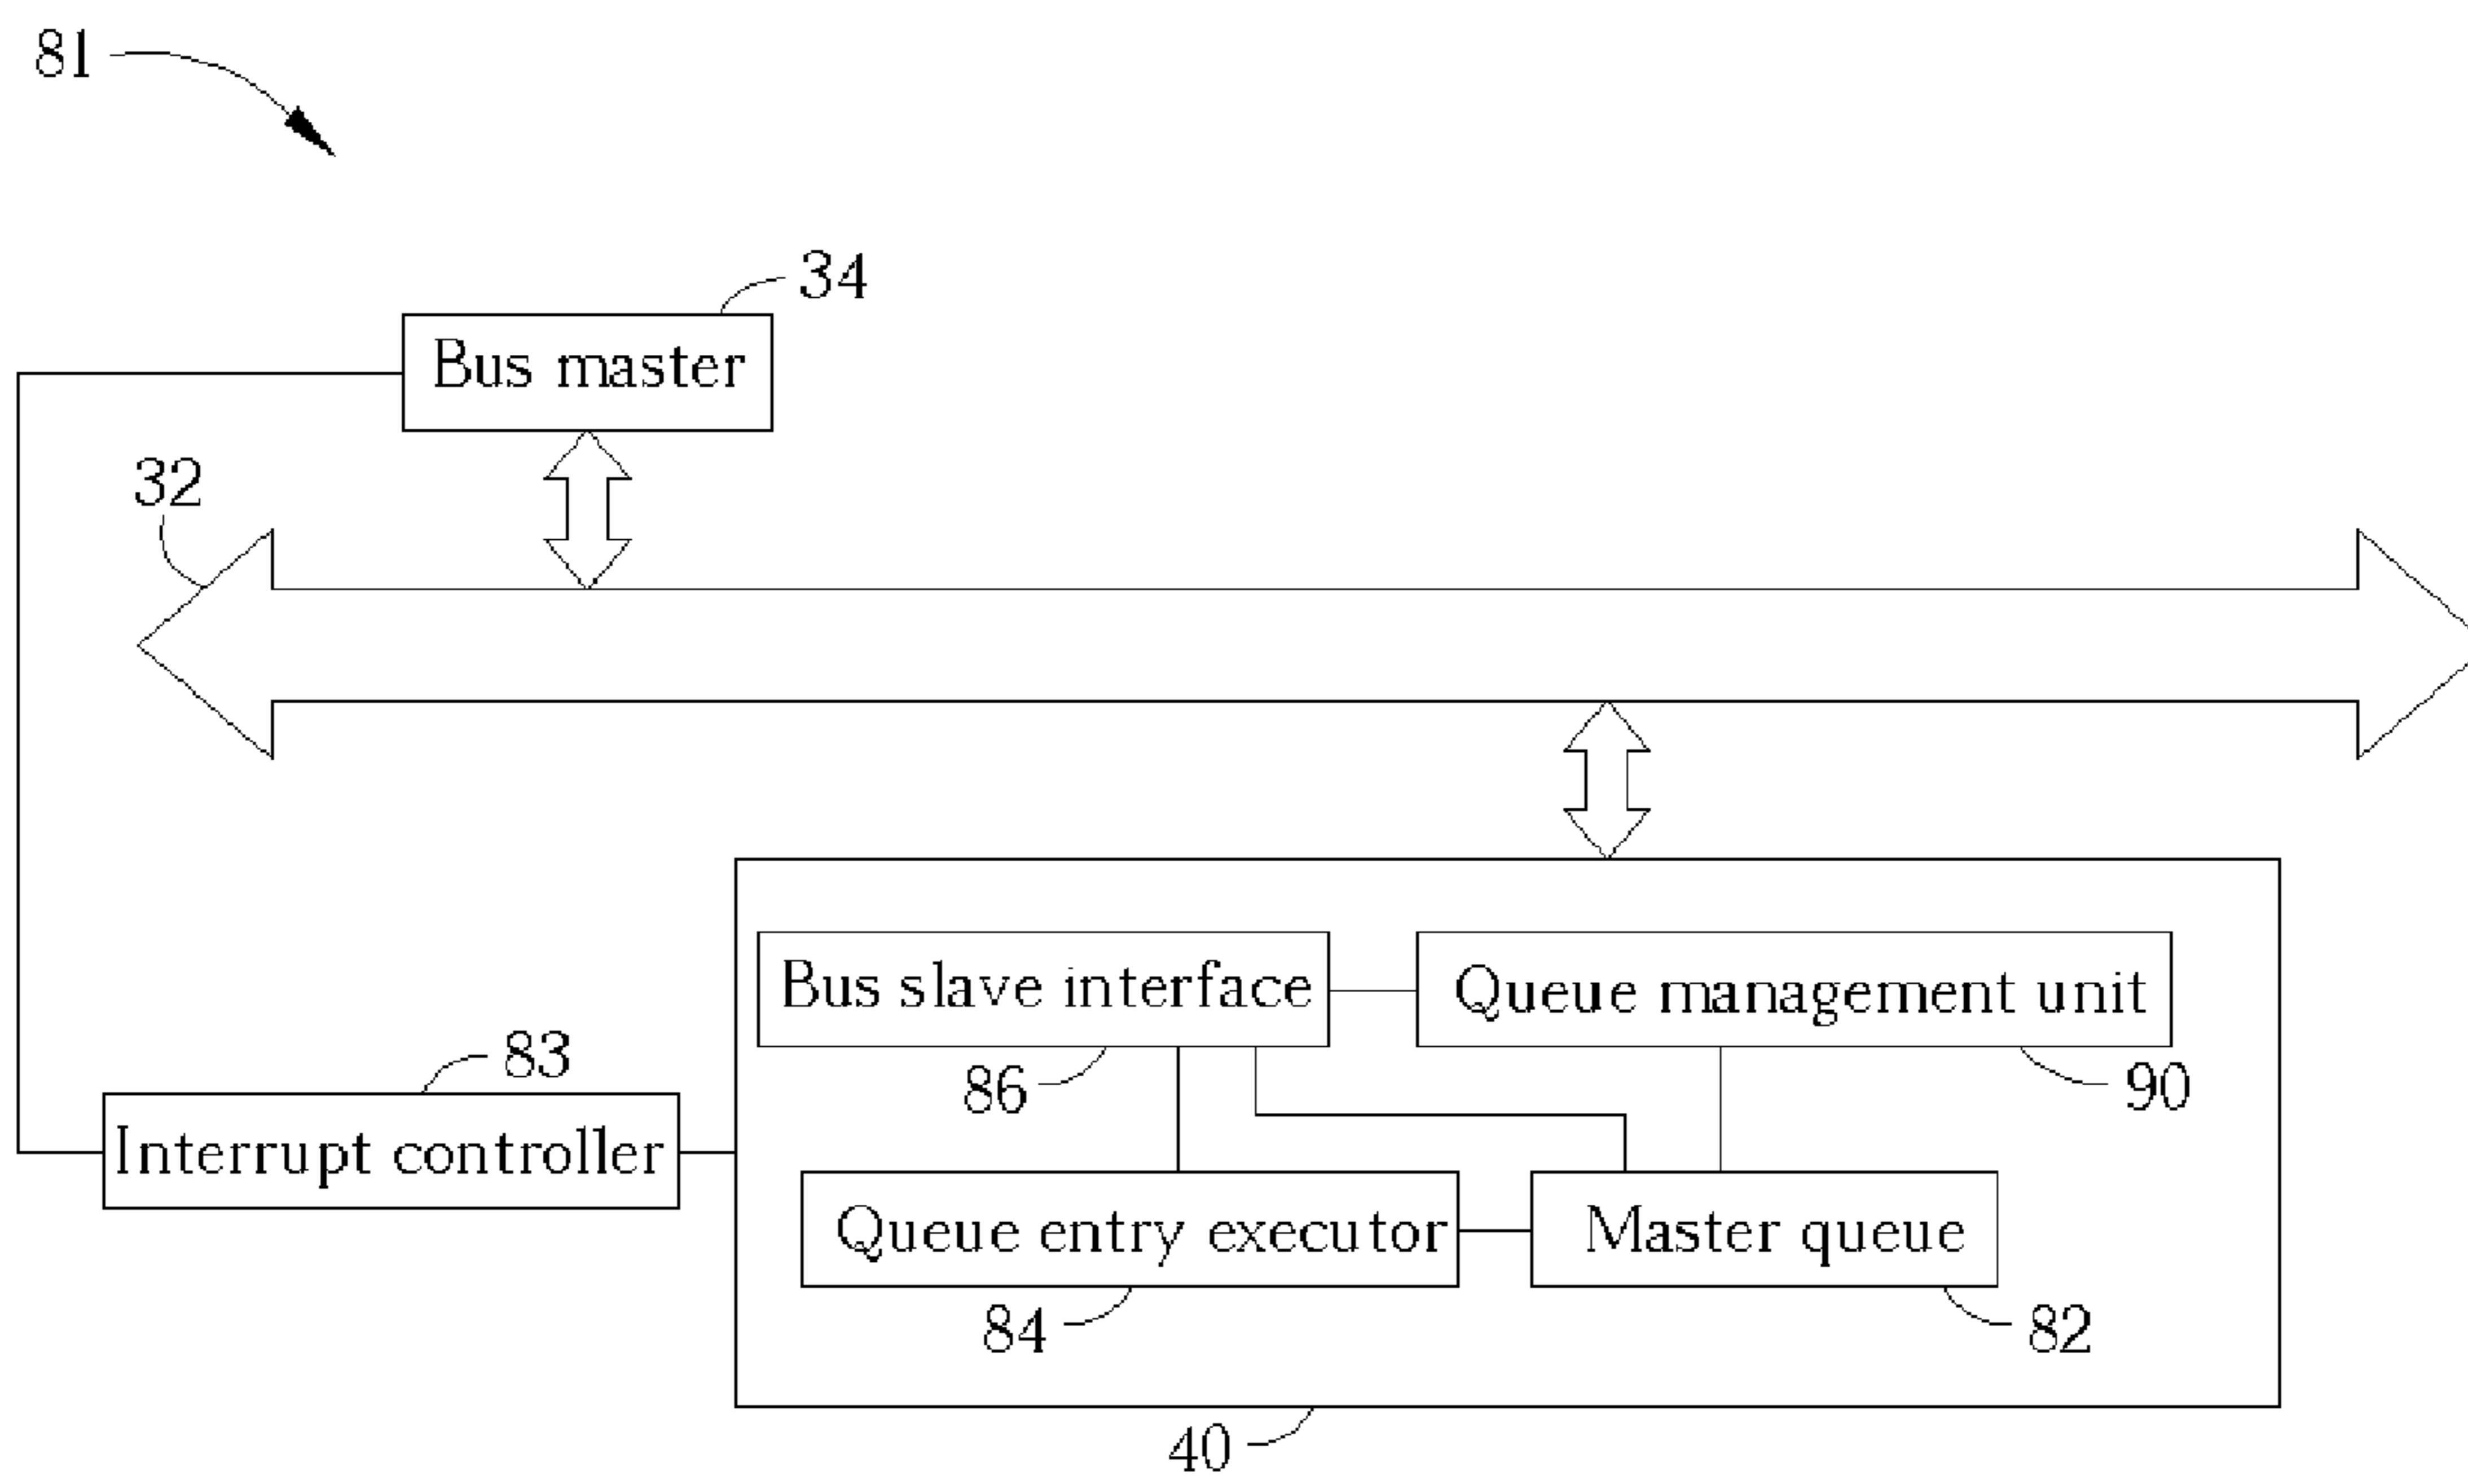 81
34
Bus master
32
Bus slave interface
Queue management unit
83
86
90
Interrupt controller
Queue entry executor
Master queue
84
82
40